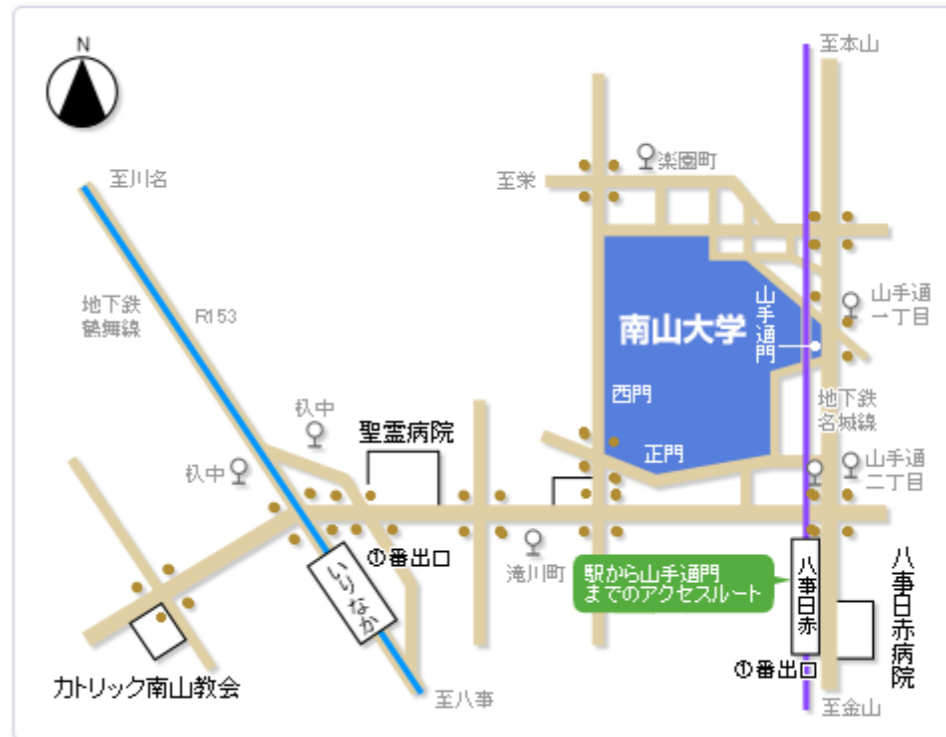 N
至本山
楽園町
至栄
至川名
地下鉄
鶴舞線
R153
山手通
一丁目
南山大学
山手通門
西門
正門
地下鉄
名城線
杁中
杁中
聖霊病院
山手通
二丁目
①番出口
いりなか
滝川町
駅から山手通門
までのアクセスルート
八事日赤
八事日赤病院
①番出口
カトリック南山教会
至八事
至金山